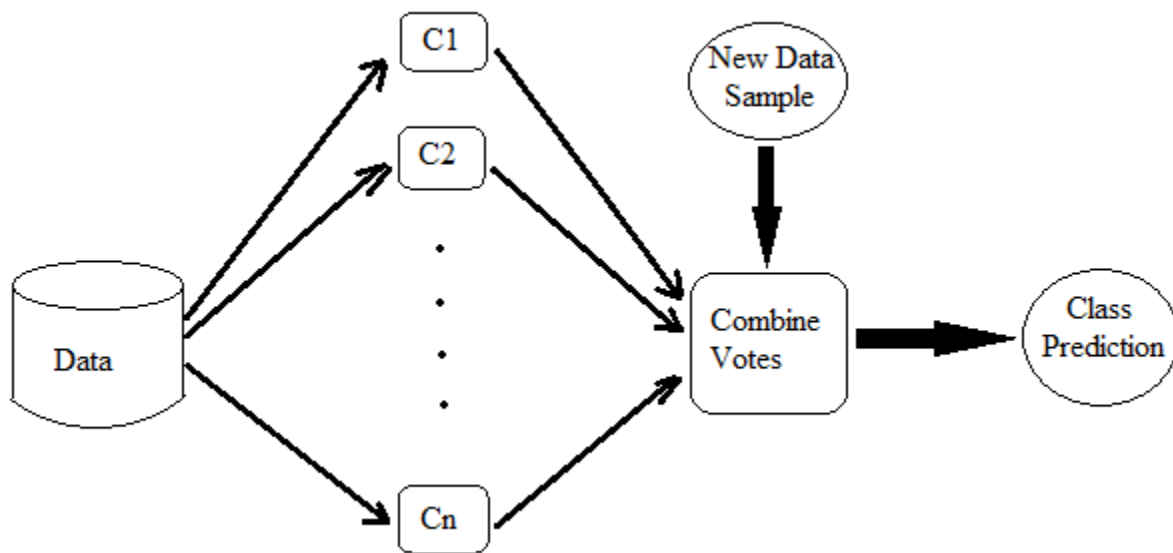 C1
C2
Cn
Data
New Data
Sample
Combine
Votes
Class
Prediction